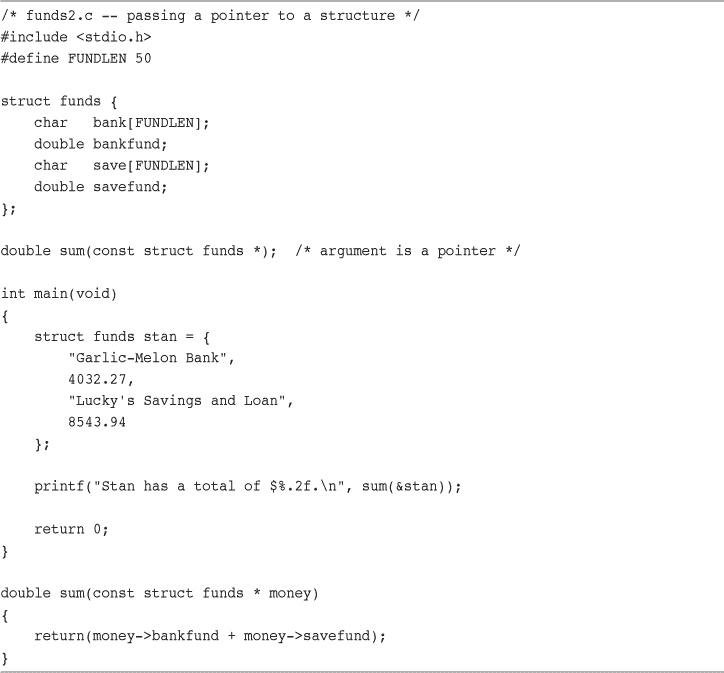 /* funds2.c -- passing a pointer to a structure */
#include <stdio.h>
#define FUNDLEN 50

struct funds {
    char   bank[FUNDLEN];
    double bankfund;
    char   save[FUNDLEN];
    double savefund;
};

double sum(const struct funds *);  /* argument is a pointer */

int main(void)
{
    struct funds stan = {
        "Garlic-Melon Bank",
        4032.27,
        "Lucky's Savings and Loan",
        8543.94
    };

    printf("Stan has a total of $%.2f.\n", sum(&stan));

    return 0;
}

double sum(const struct funds * money)
{
    return(money->bankfund + money->savefund);
}